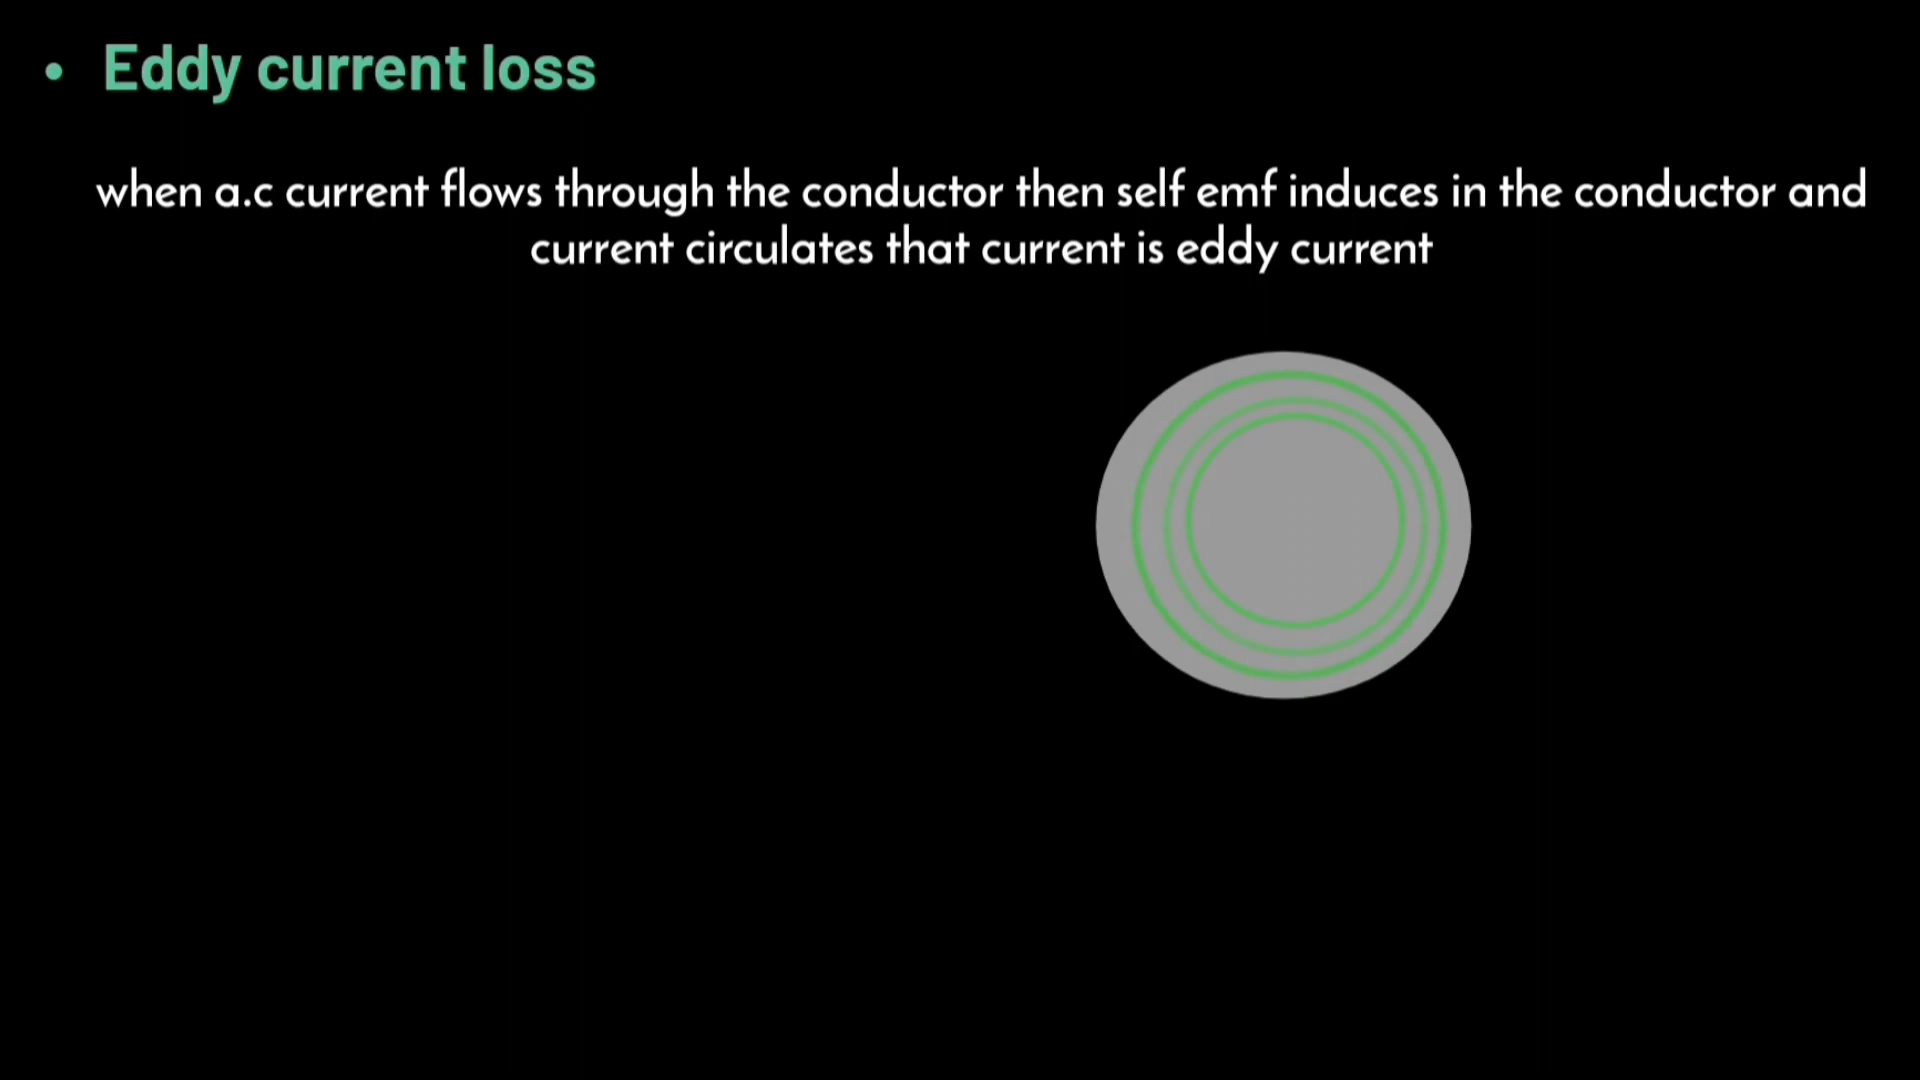 • Eddy current loss
when a.c current flows through the conductor then self emf induces in the conductor and
current circulates that current is eddy current